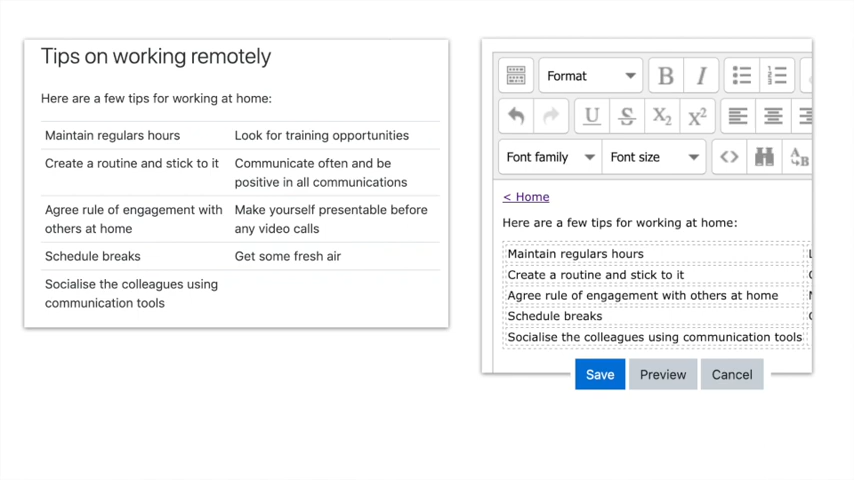 Tips on working remotely
Here are a few tips for working at home:
Maintain regulars hours
Look for training opportunities
Create a routine and stick to it
Communicate often and be
positive in all communications
Agree rule of engagement with
others at home
Make yourself presentable before
any video calls
Schedule breaks
Get some fresh air
Socialise the colleagues using
communication tools
Format
B I
U S X2 X2
Font family
Font size
< Home
Here are a few tips for working at home:
Maintain regulars hours
Create a routine and stick to it
Agree rule of engagement with others at home
Schedule breaks
Socialise the colleagues using communication tools
Save
Preview
Cancel